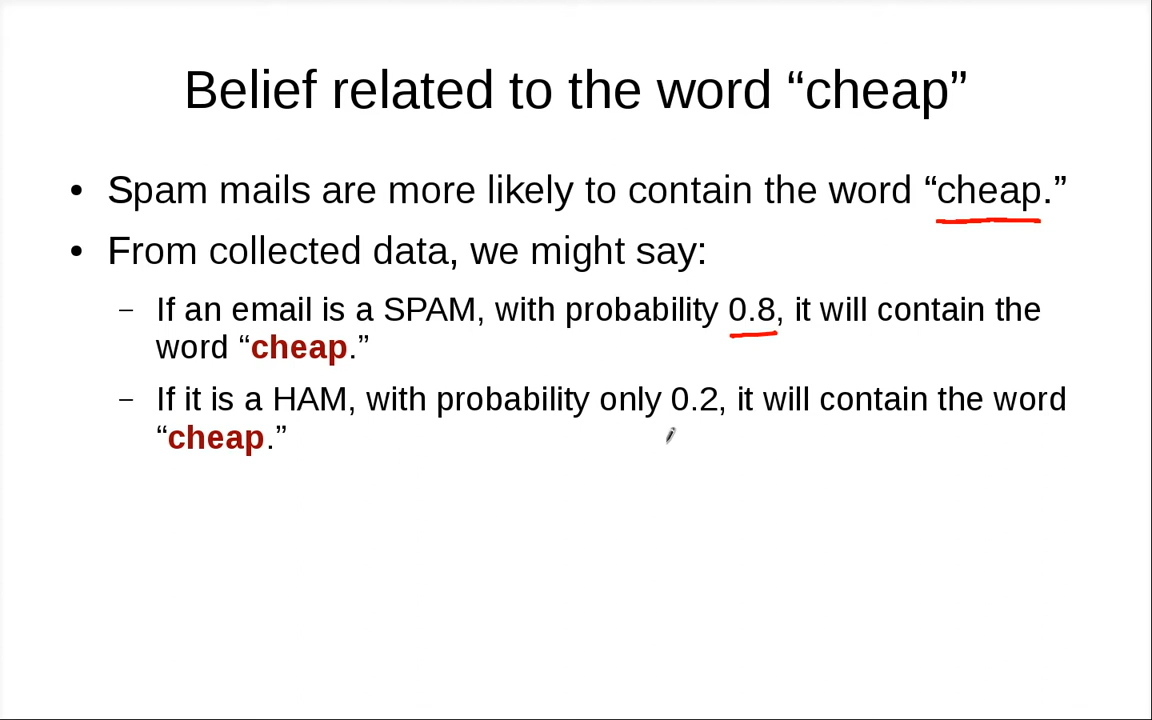 Belief related to the word “cheap”
• Spam mails are more likely to contain the word “cheap.”
• From collected data, we might say:
– If an email is a SPAM, with probability 0.8, it will contain the
word “cheap.”
– If it is a HAM, with probability only 0.2, it will contain the word
“cheap.”